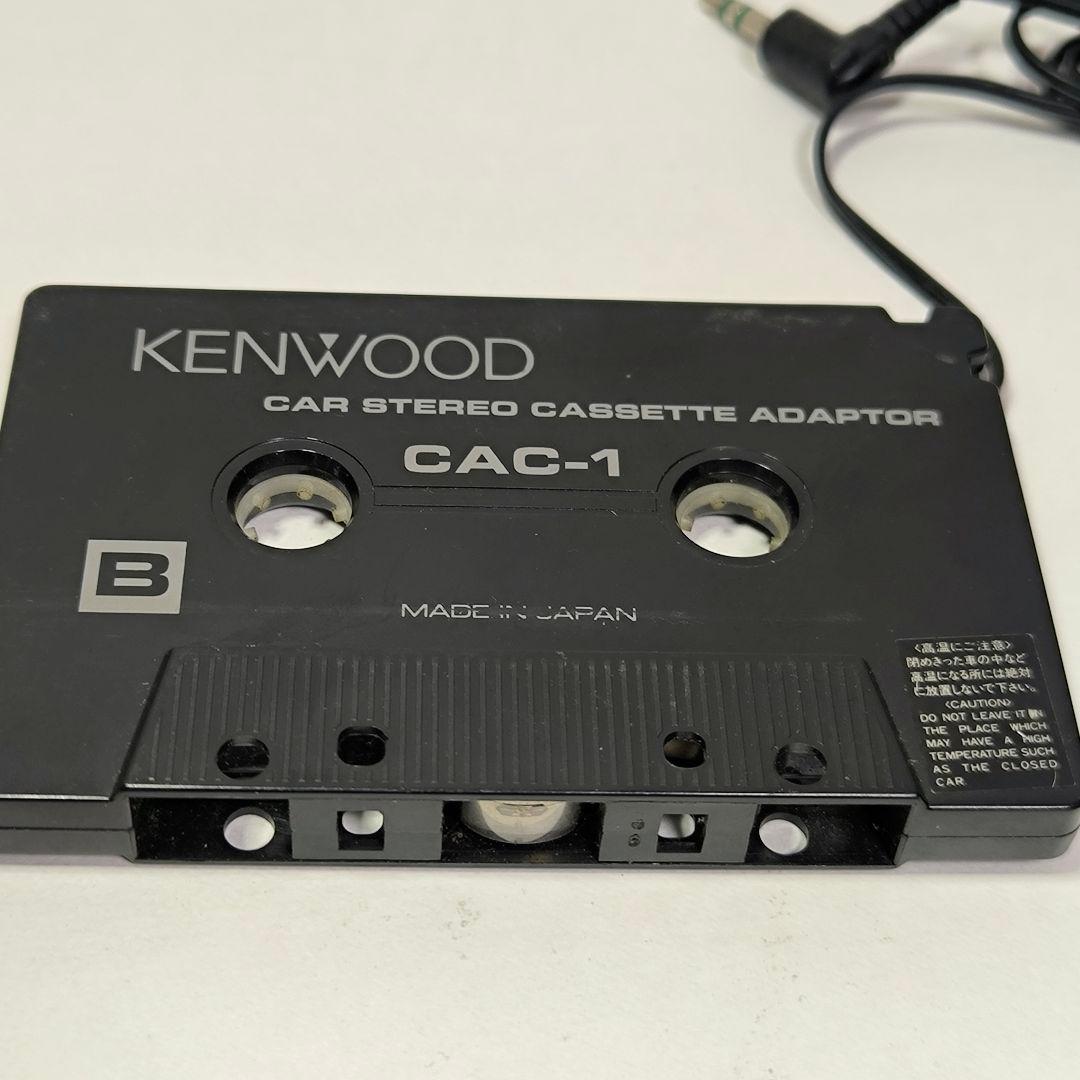 KENWOOD
CAR STEREO CASSETTE ADAPTOR
CAC-1
B
MADE IN JAPAN
〈高温にご注意〉
閉めきった車の中など
高温になる所には絶対
に放置しないで下さい。
〈CAUTION〉
DO NOT LEAVE IT IN
THE PLACE WHICH
MAY HAVE A HIGH
TEMPERATURE SUCH
AS THE CLOSED
CAR.